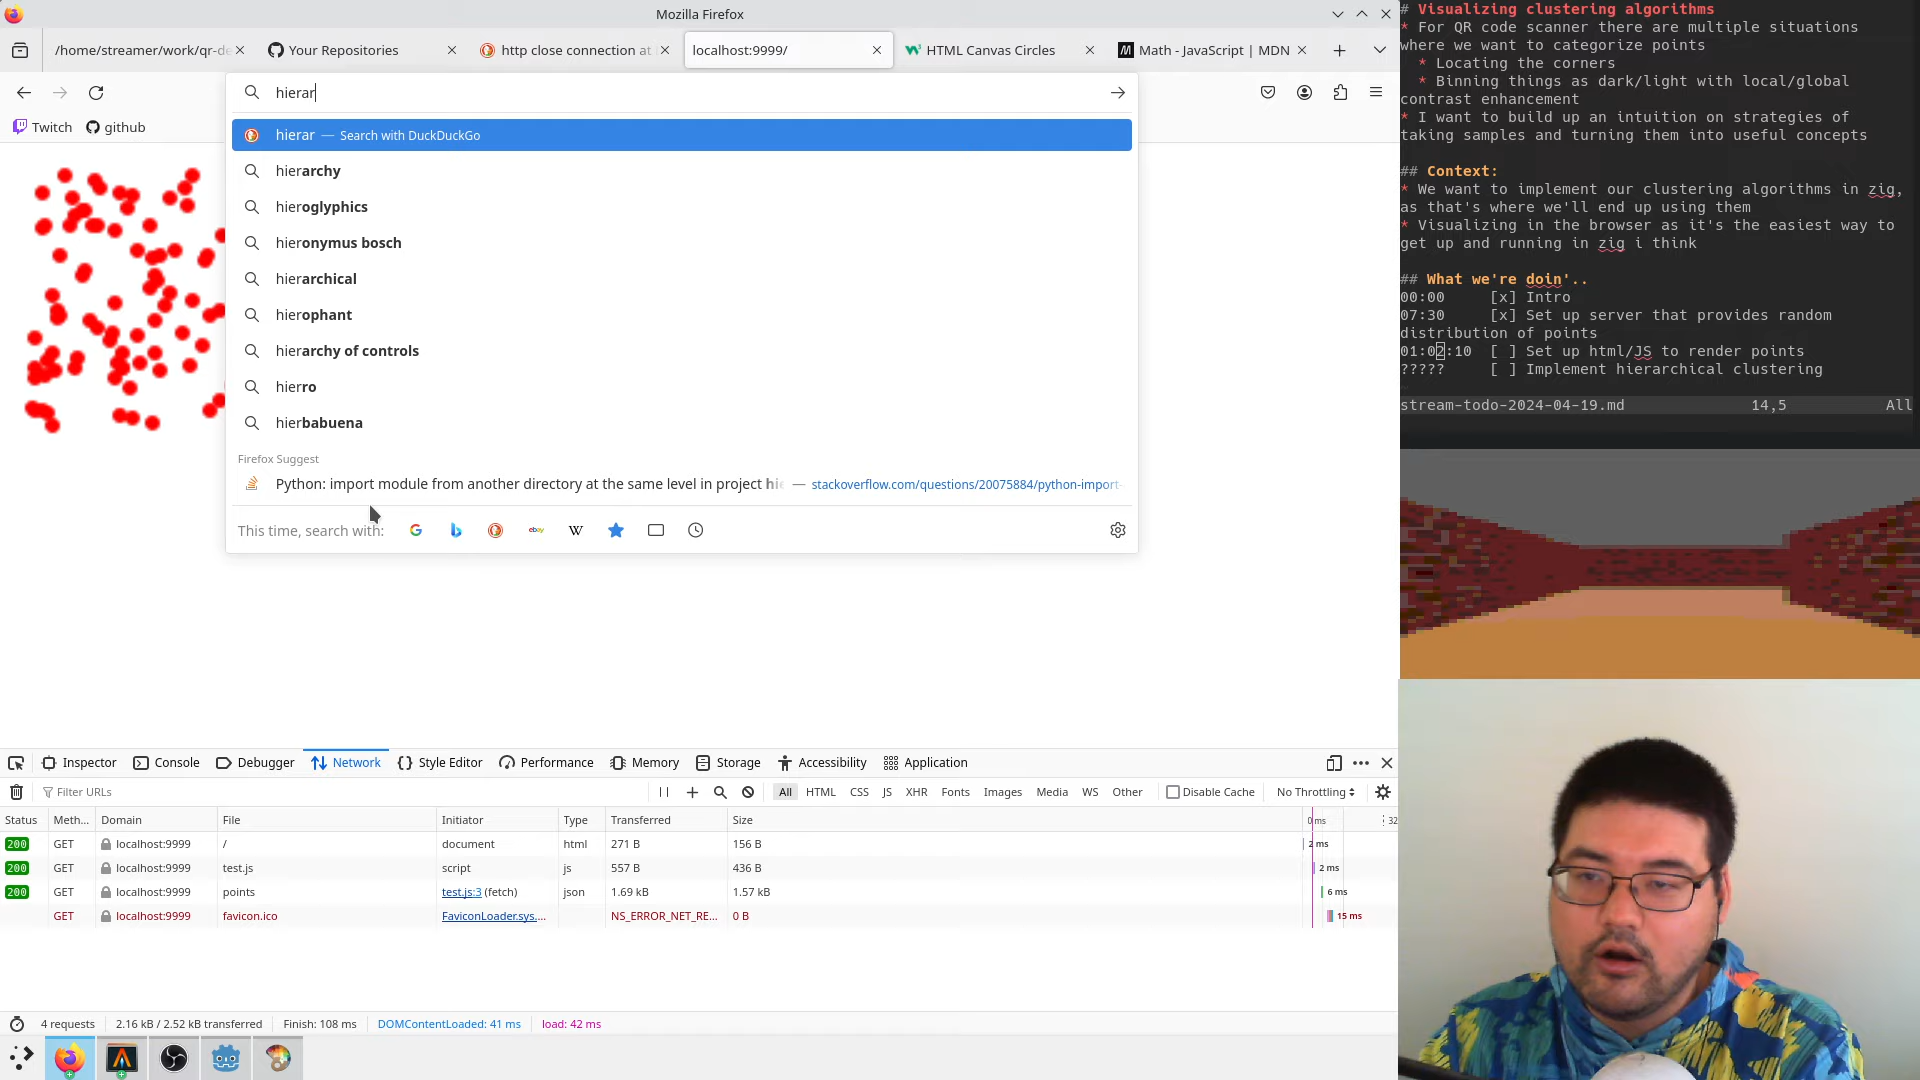 Mozilla Firefox
/home/streamer/work/qr-de
Your Repositories
http close connection at
localhost:9999/
HTML Canvas Circles
Math - JavaScript | MDN
hierar
Twitch
github
hierar — Search with DuckDuckGo
hierarchy
hieroglyphics
hieronymus bosch
hierarchical
hierophant
hierarchy of controls
hierro
hierbabuena
Firefox Suggest
Python: import module from another directory at the same level in project hie — stackoverflow.com/questions/20075884/python-import-
This time, search with:
ebay
W
Inspector
Console
Debugger
Network
Style Editor
Performance
Memory
Storage
Accessibility
Application
Filter URLs
All
HTML
CSS
JS
XHR
Fonts
Images
Media
WS
Other
Disable Cache
No Throttling
Status Meth... Domain File Initiator Type Transferred Size 0 ms 32
200 GET localhost:9999 / document html 271 B 156 B 2 ms
200 GET localhost:9999 test.js script js 557 B 436 B 2 ms
200 GET localhost:9999 points test.js:3 (fetch) json 1.69 kB 1.57 kB 6 ms
GET localhost:9999 favicon.ico FaviconLoader.sys.... NS_ERROR_NET_RE... 0 B 15 ms
4 requests
2.16 kB / 2.52 kB transferred
Finish: 108 ms
DOMContentLoaded: 41 ms
load: 42 ms
# Visualizing clustering algorithms
* For QR code scanner there are multiple situations
where we want to categorize points
* Locating the corners
* Binning things as dark/light with local/global
contrast enhancement
* I want to build up an intuition on strategies of
taking samples and turning them into useful concepts
## Context:
* We want to implement our clustering algorithms in zig,
as that's where we'll end up using them
* Visualizing in the browser as it's the easiest way to
get up and running in zig i think
## What we're doin'..
00:00 [x] Intro
07:30 [x] Set up server that provides random
distribution of points
01:02:10 [ ] Set up html/JS to render points
????? [ ] Implement hierarchical clustering
~
stream-todo-2024-04-19.md 14,5 All